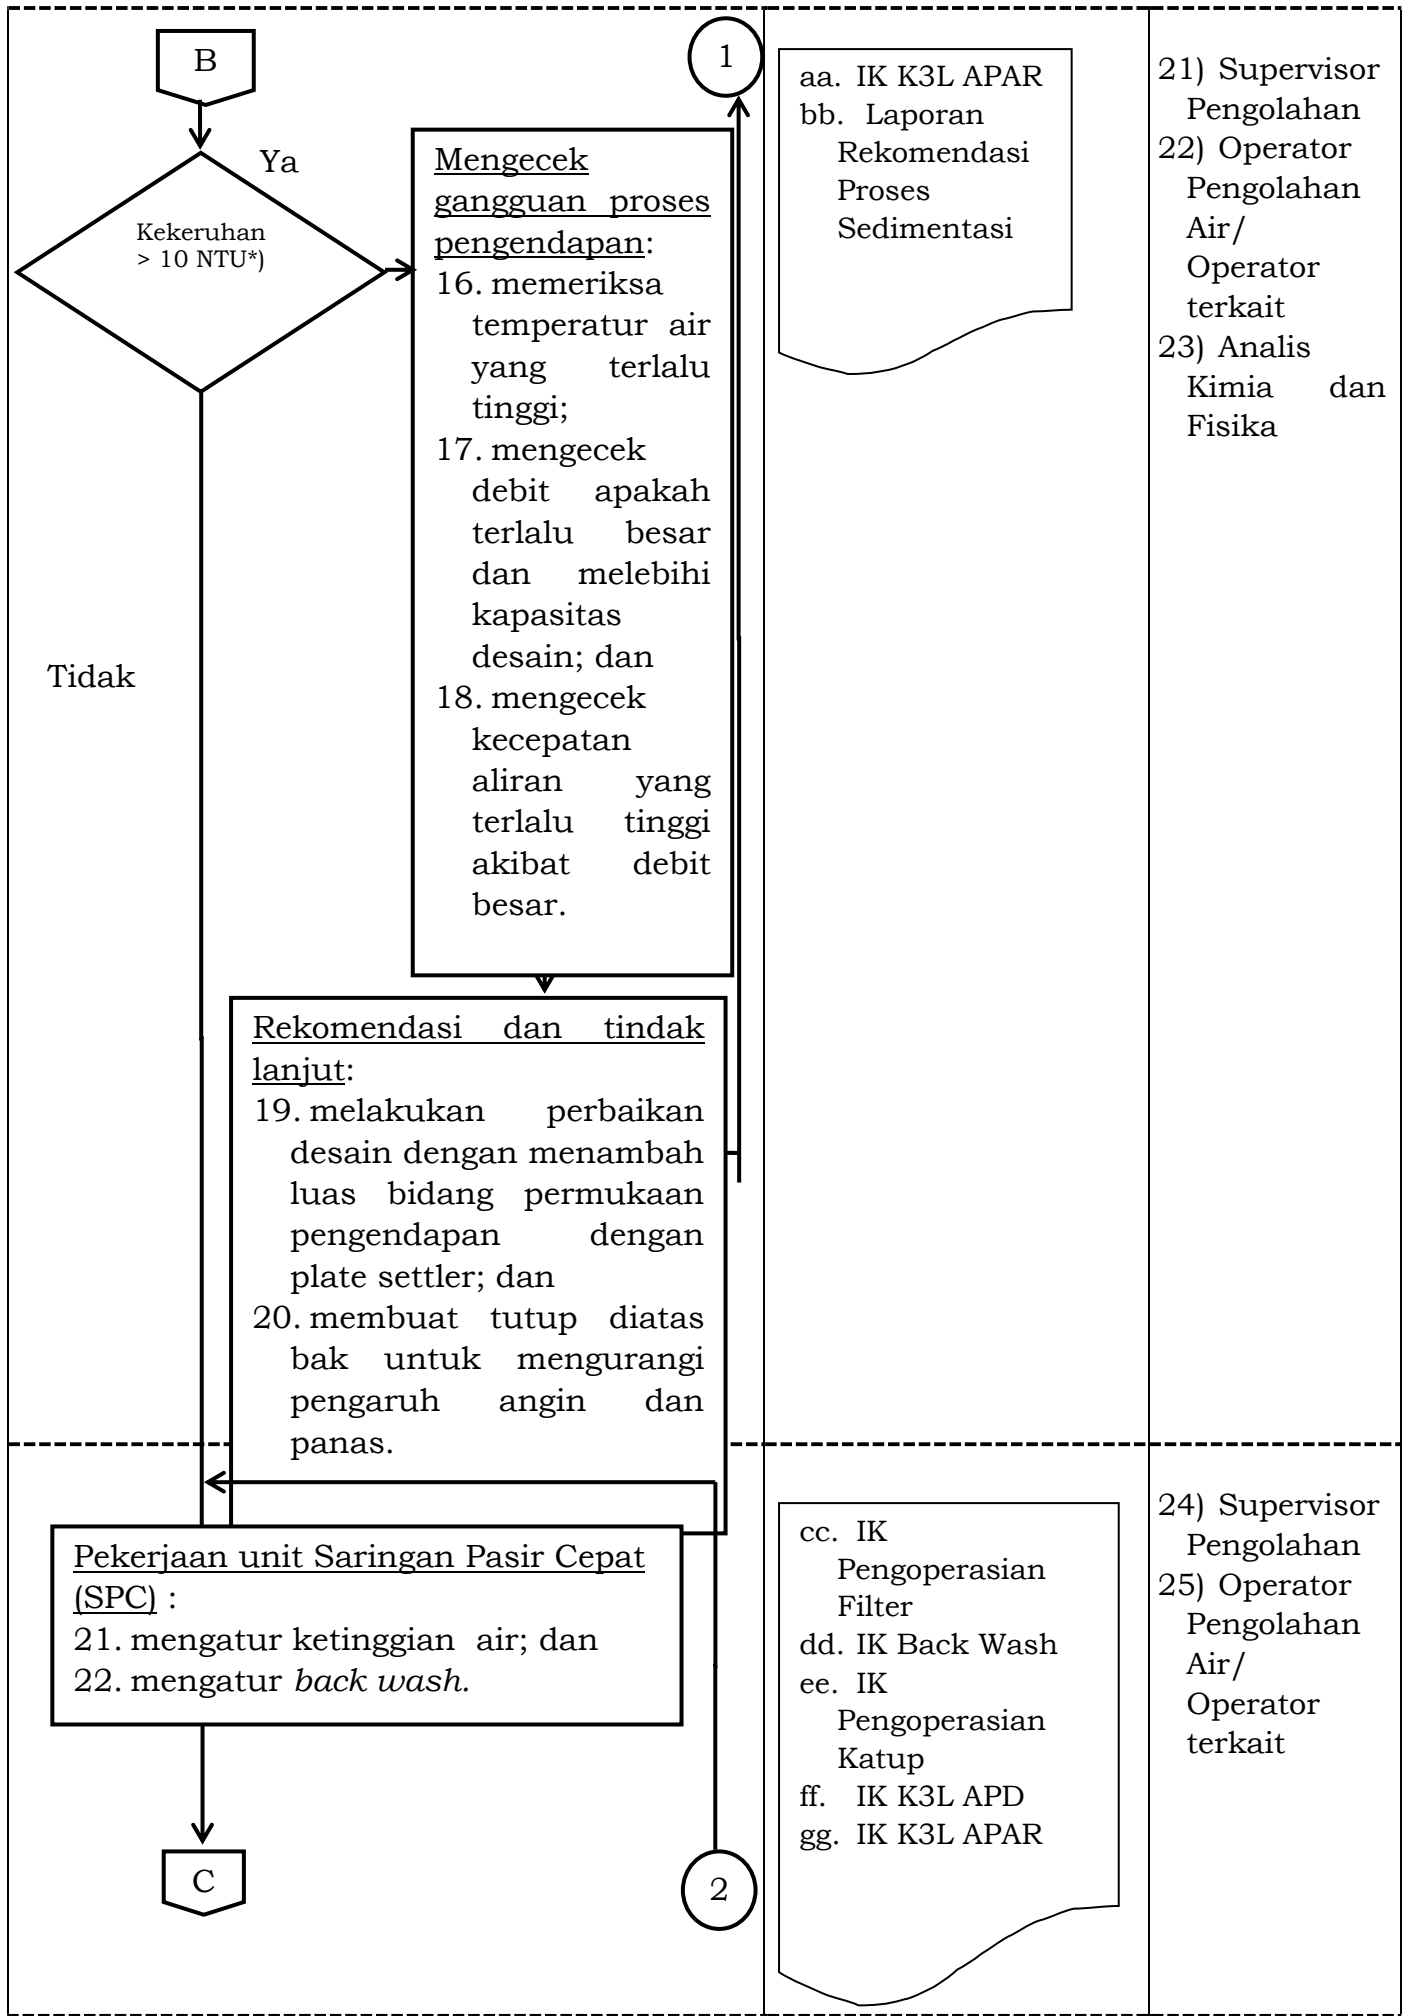 B
1
Ya
Kekeruhan
> 10 NTU*)
Tidak
Mengecek
gangguan proses
pengendapan:
16. memeriksa
temperatur air
yang terlalu
tinggi;
17. mengecek
debit apakah
terlalu besar
dan melebihi
kapasitas
desain; dan
18. mengecek
kecepatan
aliran yang
terlalu tinggi
akibat debit
besar.
Rekomendasi dan tindak
lanjut:
19. melakukan perbaikan
desain dengan menambah
luas bidang permukaan
pengendapan dengan
plate settler; dan
20. membuat tutup diatas
bak untuk mengurangi
pengaruh angin dan
panas.
aa. IK K3L APAR
bb. Laporan
Rekomendasi
Proses
Sedimentasi
21) Supervisor
Pengolahan
22) Operator
Pengolahan
Air/
Operator
terkait
23) Analis
Kimia dan
Fisika
Pekerjaan unit Saringan Pasir Cepat
(SPC) :
21. mengatur ketinggian air; dan
22. mengatur back wash.
C
2
cc. IK
Pengoperasian
Filter
dd. IK Back Wash
ee. IK
Pengoperasian
Katup
ff. IK K3L APD
gg. IK K3L APAR
24) Supervisor
Pengolahan
25) Operator
Pengolahan
Air/
Operator
terkait